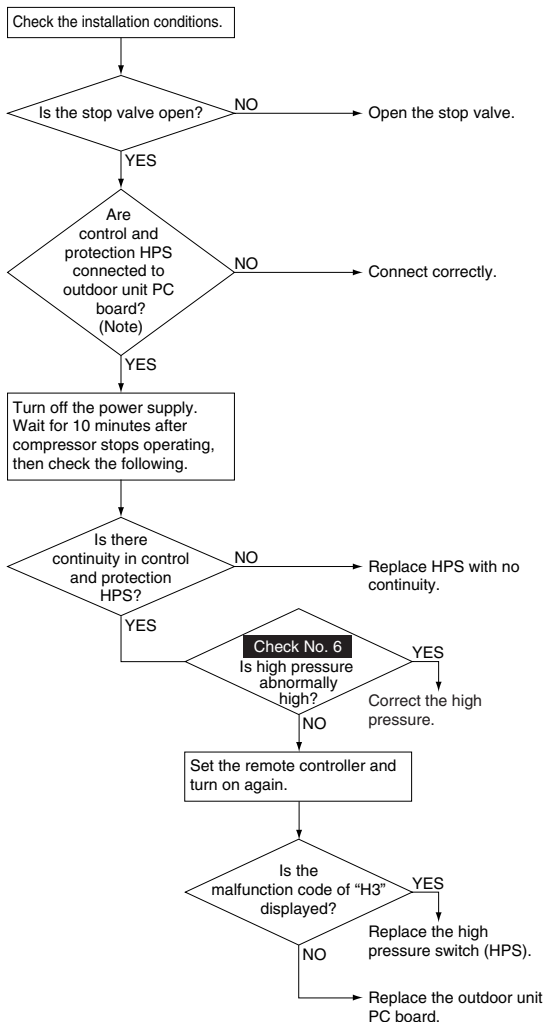 Check the installation conditions.
Is the stop valve open?
NO
Open the stop valve.
YES
Are
control and
protection HPS
connected to
outdoor unit PC
board?
(Note)
NO
Connect correctly.
YES
Turn off the power supply.
Wait for 10 minutes after
compressor stops operating,
then check the following.
Is there
continuity in control
and protection
HPS?
NO
Replace HPS with no
continuity.
YES
Check No. 6
Is high pressure
abnormally
high?
YES
Correct the high
pressure.
NO
Set the remote controller and
turn on again.
Is the
malfunction code of “H3”
displayed?
YES
Replace the high
pressure switch (HPS).
NO
Replace the outdoor unit
PC board.